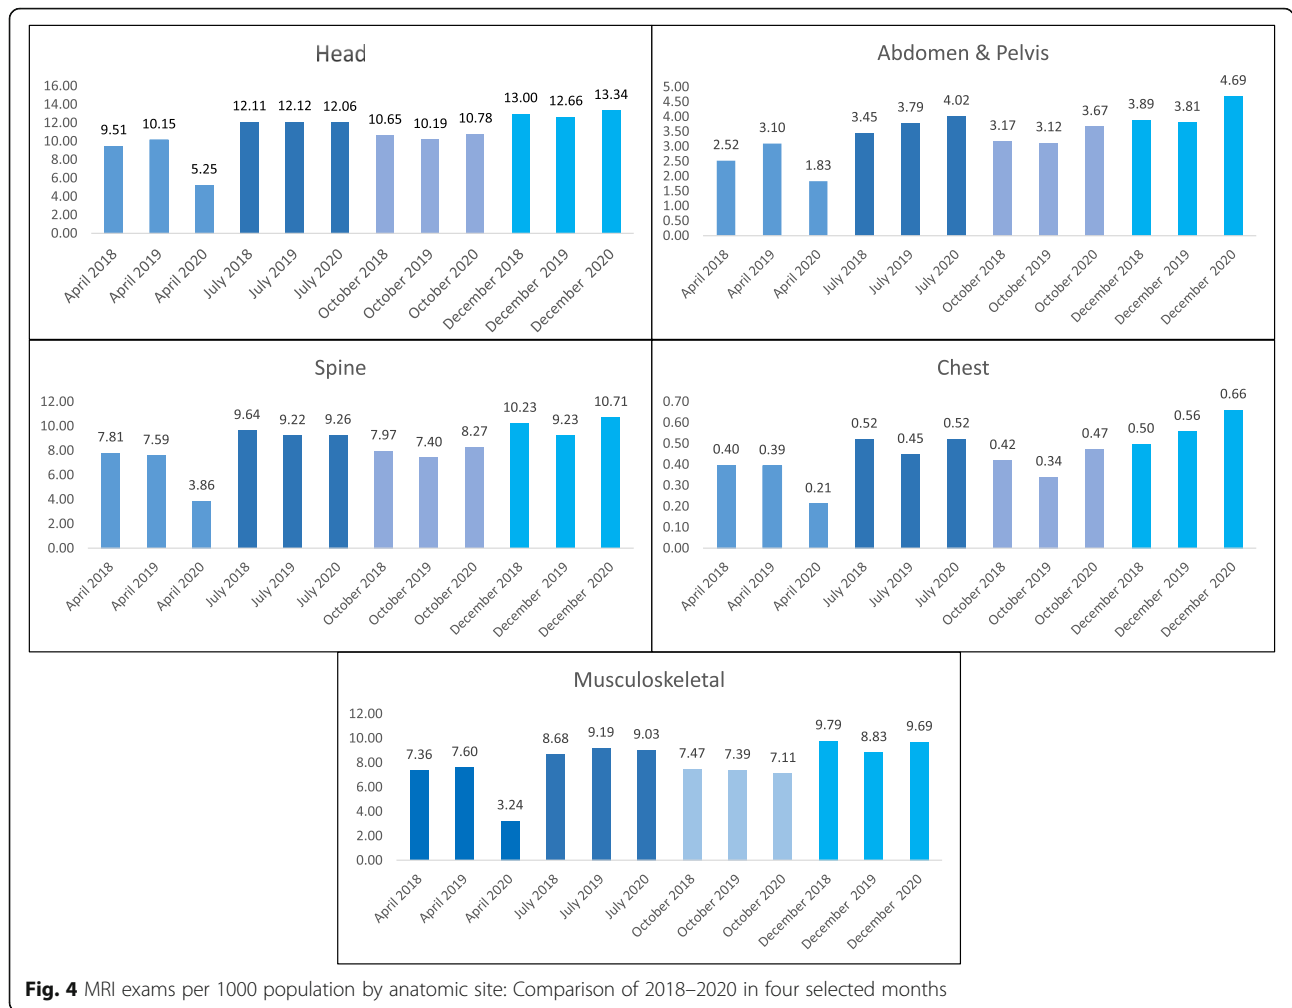 Head
16.00
14.00
12.00
10.00
8.00
6.00
4.00
2.00
0.00
9.51 10.15 5.25 12.11 12.12 12.06 10.65 10.19 10.78 13.00 12.66 13.34
April 2018 April 2019 April 2020 July 2018 July 2019 July 2020 October 2018 October 2019 October 2020 December 2018 December 2019 December 2020
Abdomen & Pelvis
5.00
4.50
4.00
3.50
3.00
2.50
2.00
1.50
1.00
0.50
0.00
2.52 3.10 1.83 3.45 3.79 4.02 3.17 3.12 3.67 3.89 3.81 4.69
April 2018 April 2019 April 2020 July 2018 July 2019 July 2020 October 2018 October 2019 October 2020 December 2018 December 2019 December 2020
Spine
12.00
10.00
8.00
6.00
4.00
2.00
0.00
7.81 7.59 3.86 9.64 9.22 9.26 7.97 7.40 8.27 10.23 9.23 10.71
April 2018 April 2019 April 2020 July 2018 July 2019 July 2020 October 2018 October 2019 October 2020 December 2018 December 2019 December 2020
Chest
0.70
0.60
0.50
0.40
0.30
0.20
0.10
0.00
0.40 0.39 0.21 0.52 0.45 0.52 0.42 0.34 0.47 0.50 0.56 0.66
April 2018 April 2019 April 2020 July 2018 July 2019 July 2020 October 2018 October 2019 October 2020 December 2018 December 2019 December 2020
Musculoskeletal
12.00
10.00
8.00
6.00
4.00
2.00
0.00
7.36 7.60 3.24 8.68 9.19 9.03 7.47 7.39 7.11 9.79 8.83 9.69
April 2018 April 2019 April 2020 July 2018 July 2019 July 2020 October 2018 October 2019 October 2020 December 2018 December 2019 December 2020
Fig. 4 MRI exams per 1000 population by anatomic site: Comparison of 2018–2020 in four selected months